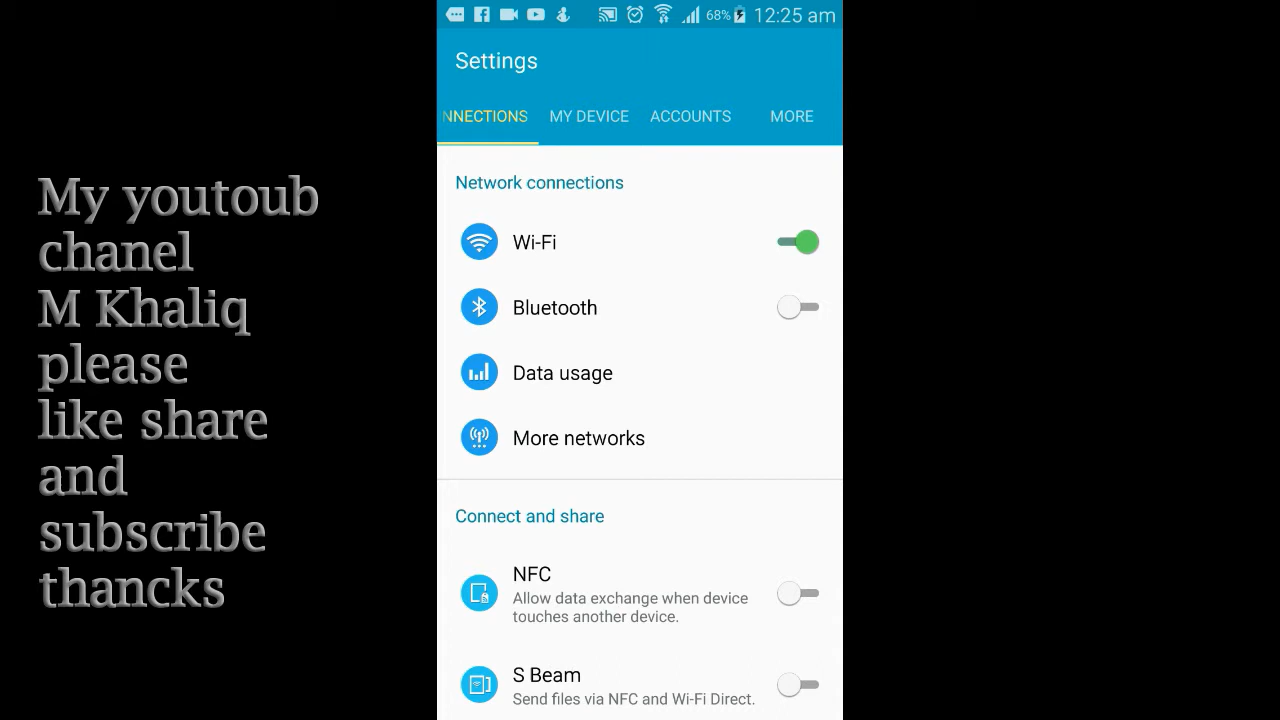 68% 12:25 am
Settings
NNECTIONS MY DEVICE ACCOUNTS MORE
Network connections
Wi-Fi
Bluetooth
Data usage
More networks
Connect and share
NFC
Allow data exchange when device
touches another device.
S Beam
Send files via NFC and Wi-Fi Direct.
My youtoub
chanel
M Khaliq
please
like share
and
subscribe
thancks